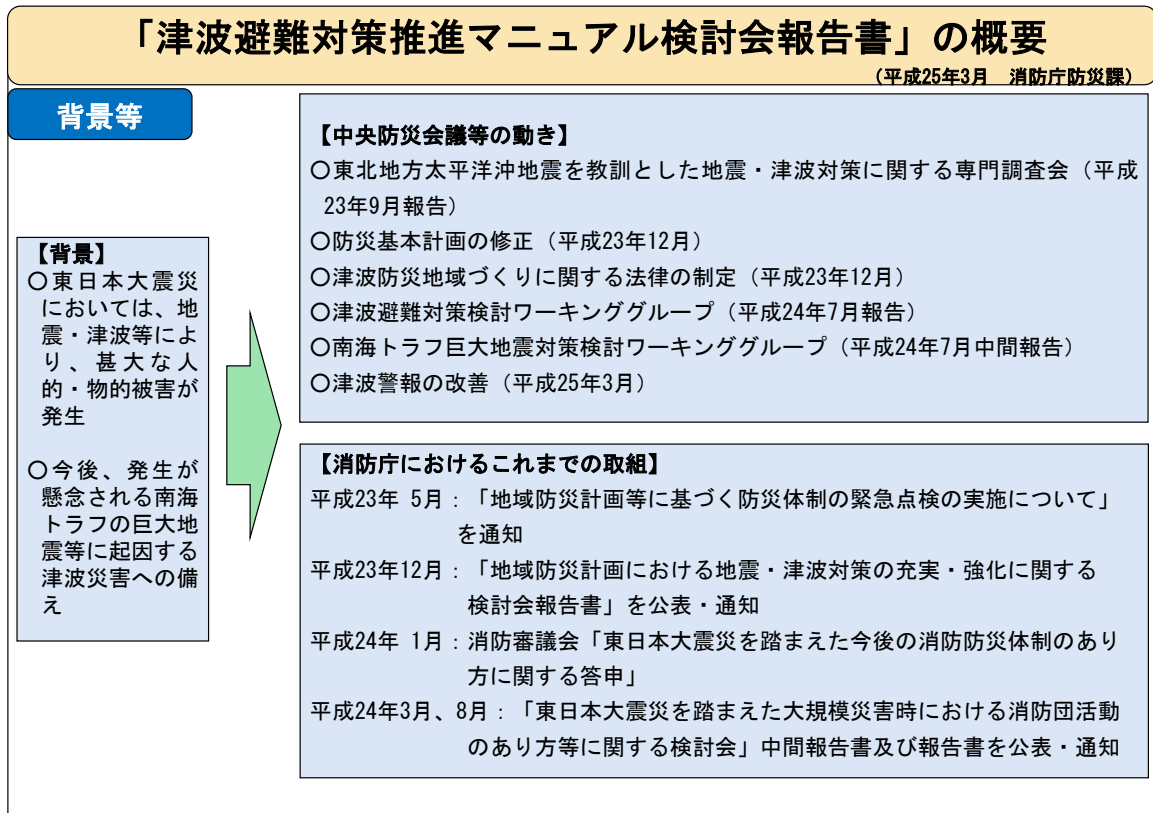 「津波避難対策推進マニュアル検討会報告書」の概要
(平成25年3月　消防庁防災課)
背景等
【背景】
〇東日本大震災
においては、地
震・津波等によ
り、甚大な人
的・物的被害が
発生
〇今後、発生が
懸念される南海
トラフの巨大地
震等に起因する
津波災害への備
え
【中央防災会議等の動き】
〇東北地方太平洋沖地震を教訓とした地震・津波対策に関する専門調査会（平成
23年9月報告）
〇防災基本計画の修正（平成23年12月）
〇津波防災地域づくりに関する法律の制定（平成23年12月）
〇津波避難対策検討ワーキンググループ（平成24年7月報告）
〇南海トラフ巨大地震対策検討ワーキンググループ（平成24年7月中間報告）
〇津波警報の改善（平成25年3月）
【消防庁におけるこれまでの取組】
平成23年 5月：「地域防災計画等に基づく防災体制の緊急点検の実施について」
を通知
平成23年12月：「地域防災計画における地震・津波対策の充実・強化に関する
検討会報告書」を公表・通知
平成24年 1月：消防審議会「東日本大震災を踏まえた今後の消防防災体制のあり
方に関する答申」
平成24年3月、8月：「東日本大震災を踏まえた大規模災害時における消防団活動
のあり方等に関する検討会」中間報告書及び報告書を公表・通知